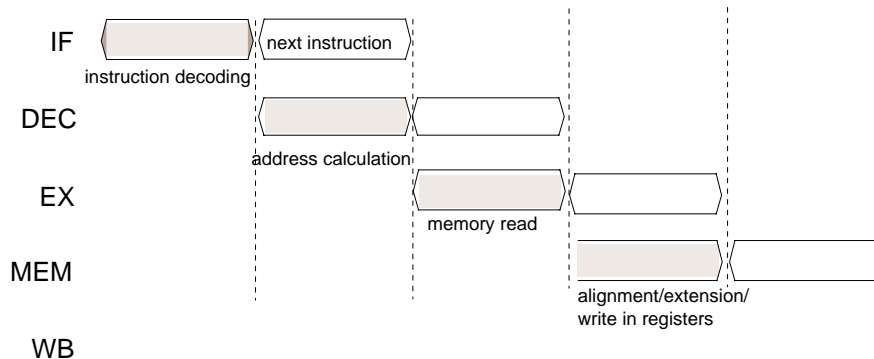 IF
next instruction
instruction decoding
DEC
address calculation
EX
memory read
MEM
alignment/extension/
write in registers
WB